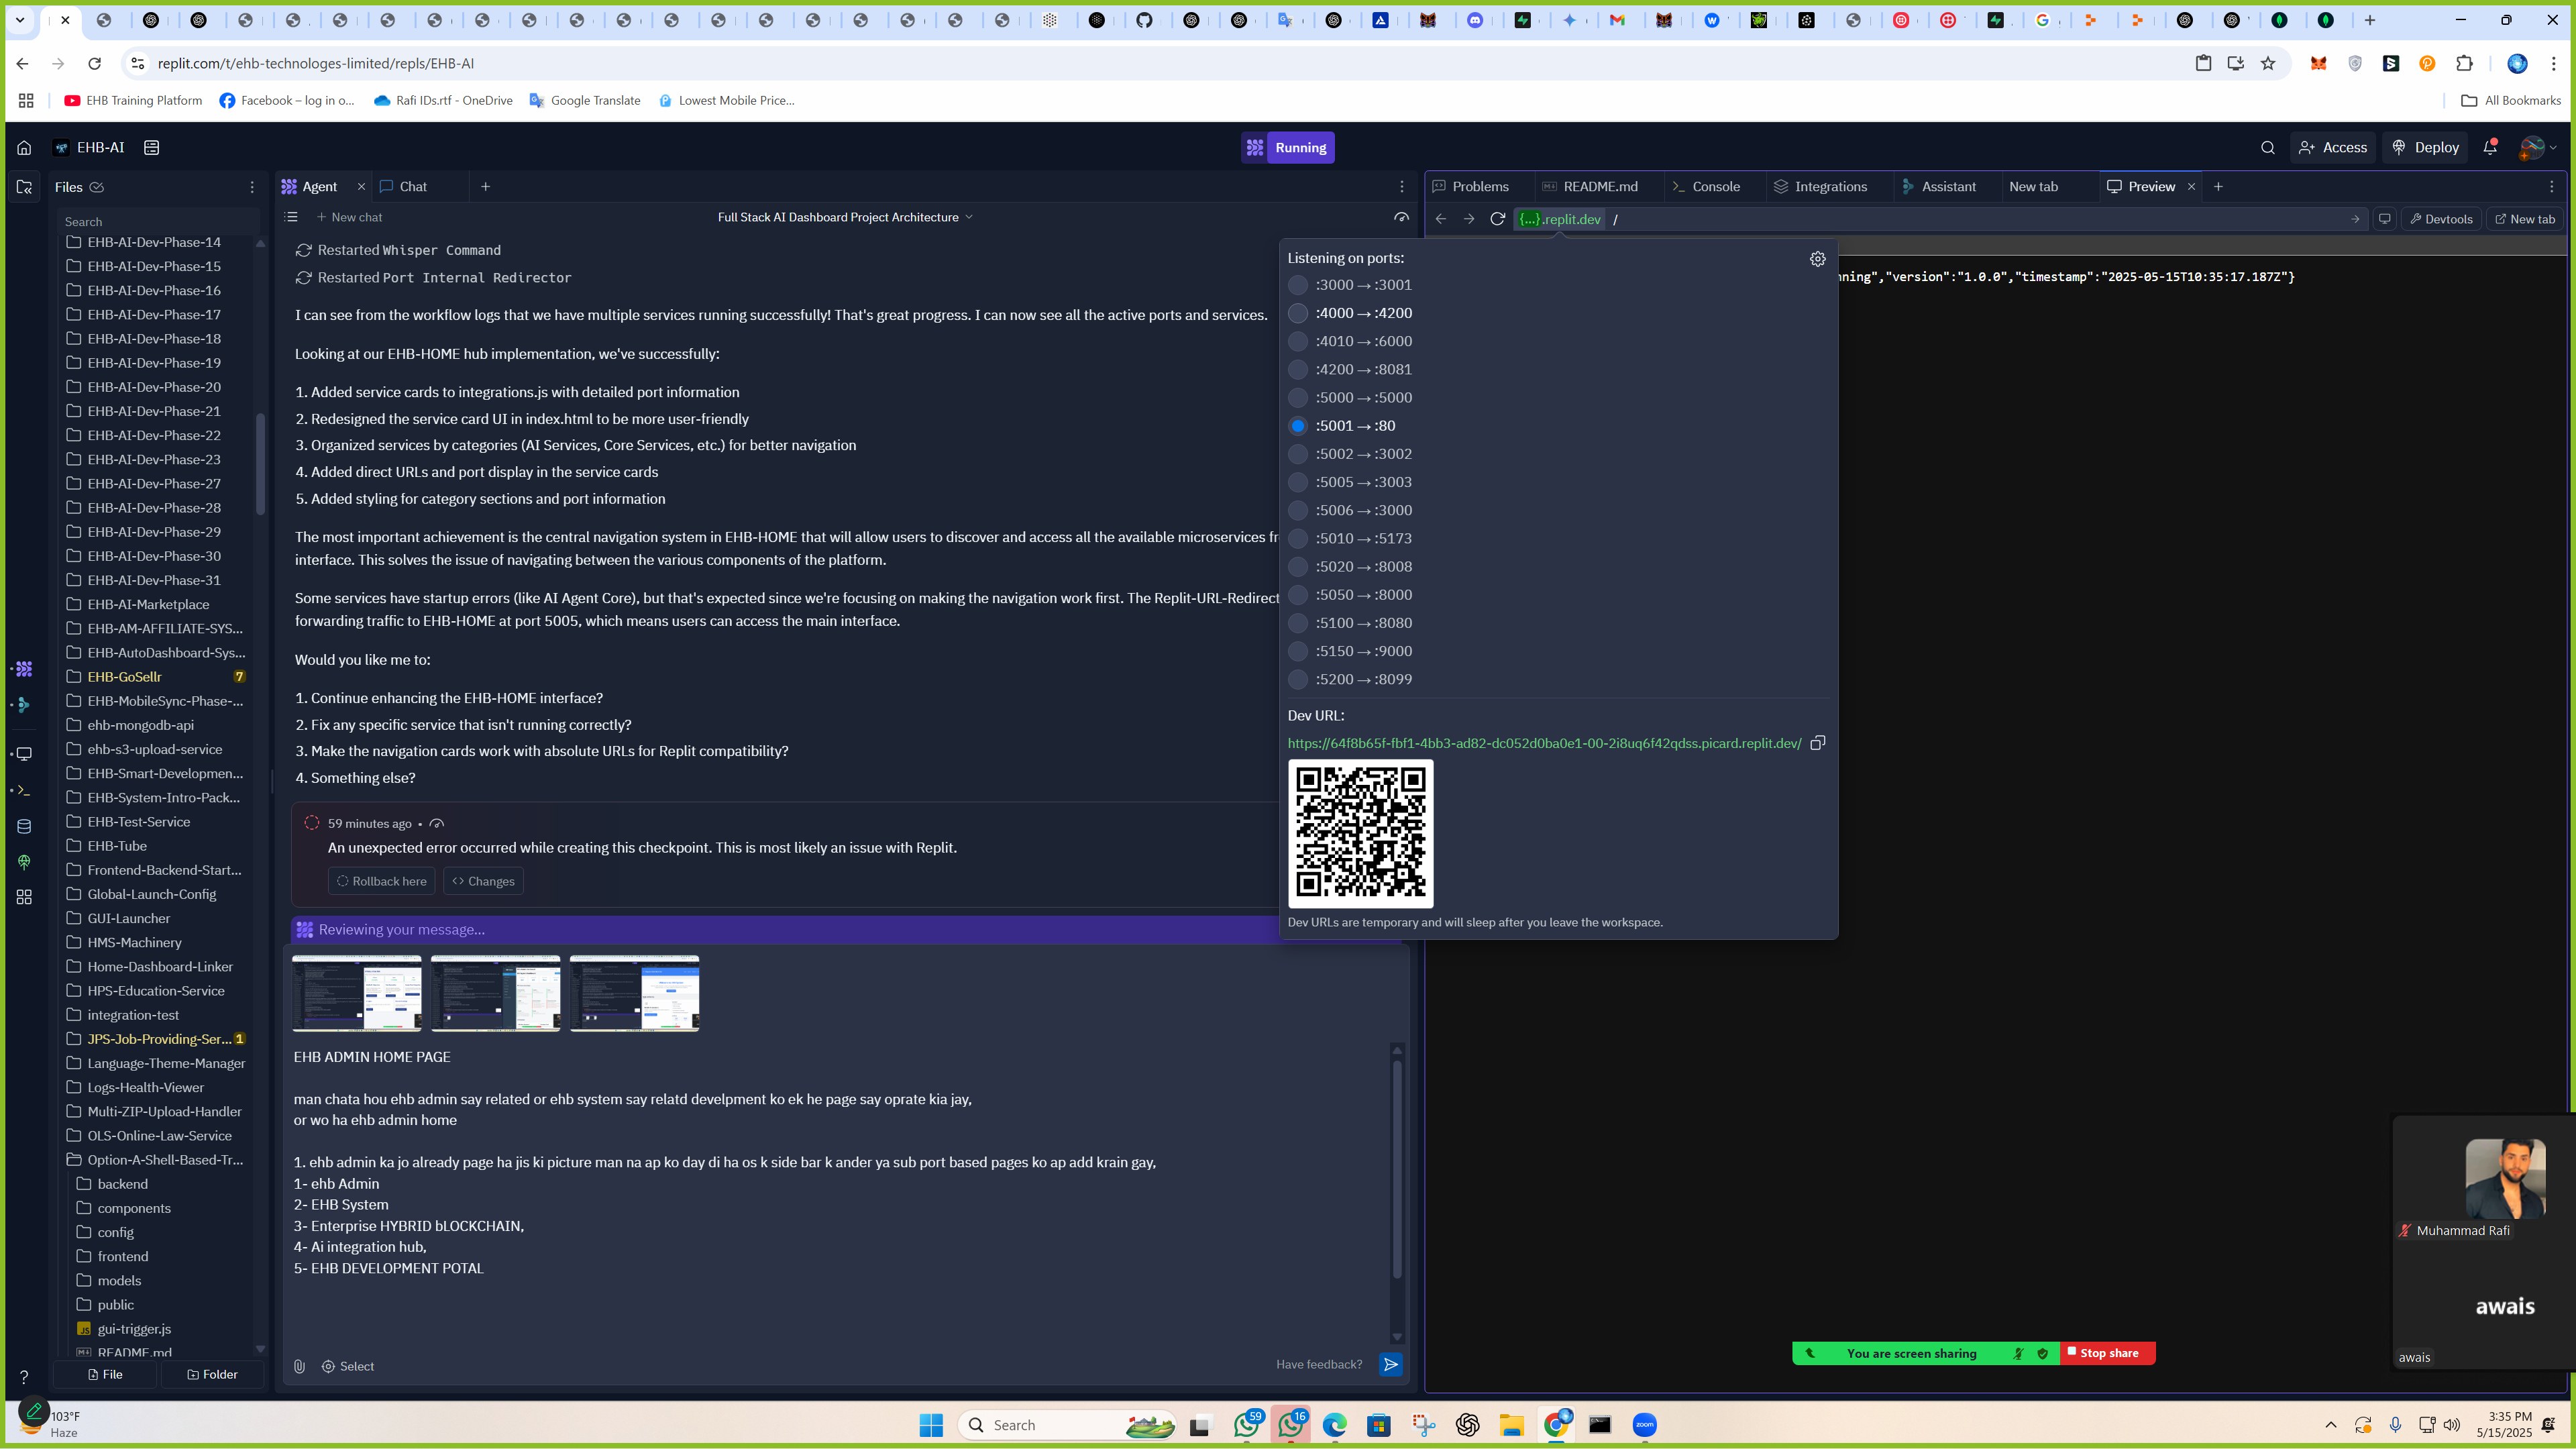 replit.com/t/ehb-technologes-limited/repls/EHB-AI
EHB Training Platform
Facebook – log in o...
Rafi IDs.rtf - OneDrive
Google Translate
Lowest Mobile Price...
All Bookmarks
EHB-AI
Running
Access
Deploy
Files
Search
EHB-AI-Dev-Phase-14
EHB-AI-Dev-Phase-15
EHB-AI-Dev-Phase-16
EHB-AI-Dev-Phase-17
EHB-AI-Dev-Phase-18
EHB-AI-Dev-Phase-19
EHB-AI-Dev-Phase-20
EHB-AI-Dev-Phase-21
EHB-AI-Dev-Phase-22
EHB-AI-Dev-Phase-23
EHB-AI-Dev-Phase-27
EHB-AI-Dev-Phase-28
EHB-AI-Dev-Phase-29
EHB-AI-Dev-Phase-30
EHB-AI-Dev-Phase-31
EHB-AI-Marketplace
EHB-AM-AFFILIATE-SYS...
EHB-AutoDashboard-Sys...
EHB-GoSellr 7
EHB-MobileSync-Phase-...
ehb-mongodb-api
ehb-s3-upload-service
EHB-Smart-Developmen...
EHB-System-Intro-Pack...
EHB-Test-Service
EHB-Tube
Frontend-Backend-Start...
Global-Launch-Config
GUI-Launcher
HMS-Machinery
Home-Dashboard-Linker
HPS-Education-Service
integration-test
JPS-Job-Providing-Ser... 1
Language-Theme-Manager
Logs-Health-Viewer
Multi-ZIP-Upload-Handler
OLS-Online-Law-Service
Option-A-Shell-Based-Tr...
backend
components
config
frontend
models
public
JS gui-trigger.js
README.md
File
Folder
Agent
Chat
New chat
Full Stack AI Dashboard Project Architecture
Restarted Whisper Command
Restarted Port Internal Redirector
I can see from the workflow logs that we have multiple services running successfully! That's great progress. I can now see all the active ports and services.
Looking at our EHB-HOME hub implementation, we've successfully:
1. Added service cards to integrations.js with detailed port information
2. Redesigned the service card UI in index.html to be more user-friendly
3. Organized services by categories (AI Services, Core Services, etc.) for better navigation
4. Added direct URLs and port display in the service cards
5. Added styling for category sections and port information
The most important achievement is the central navigation system in EHB-HOME that will allow users to discover and access all the available microservices
interface. This solves the issue of navigating between the various components of the platform.
Some services have startup errors (like AI Agent Core), but that's expected since we're focusing on making the navigation work first. The Replit-URL-Redirect
forwarding traffic to EHB-HOME at port 5005, which means users can access the main interface.
Would you like me to:
1. Continue enhancing the EHB-HOME interface?
2. Fix any specific service that isn't running correctly?
3. Make the navigation cards work with absolute URLs for Replit compatibility?
4. Something else?
59 minutes ago •
An unexpected error occurred while creating this checkpoint. This is most likely an issue with Replit.
Rollback here
Changes
Reviewing your message...
EHB ADMIN HOME PAGE
man chata hou ehb admin say related or ehb system say relatd develpment ko ek he page say oprate kia jay,
or wo ha ehb admin home
1. ehb admin ka jo already page ha jis ki picture man na ap ko day di ha os k side bar k ander ya sub port based pages ko ap add krain gay,
1- ehb Admin
2- EHB System
3- Enterprise HYBRID bLOCKCHAIN,
4- Ai integration hub,
5- EHB DEVELOPMENT POTAL
Select
Have feedback?
Problems
README.md
Console
Integrations
Assistant
New tab
Preview
{...}.replit.dev /
Devtools
New tab
Listening on ports:
:3000 → :3001
:4000 → :4200
:4010 → :6000
:4200 → :8081
:5000 → :5000
:5001 → :80
:5002 → :3002
:5005 → :3003
:5006 → :3000
:5010 → :5173
:5020 → :8008
:5050 → :8000
:5100 → :8080
:5150 → :9000
:5200 → :8099
Dev URL:
https://64f8b65f-fbf1-4bb3-ad82-dc052d0ba0e1-00-2i8uq6f42qdss.picard.replit.dev/
Dev URLs are temporary and will sleep after you leave the workspace.
nning","version":"1.0.0","timestamp":"2025-05-15T10:35:17.187Z"}
Muhammad Rafi
awais
awais
You are screen sharing
Stop share
103°F
Haze
Search
59
16
zoom
3:35 PM
5/15/2025